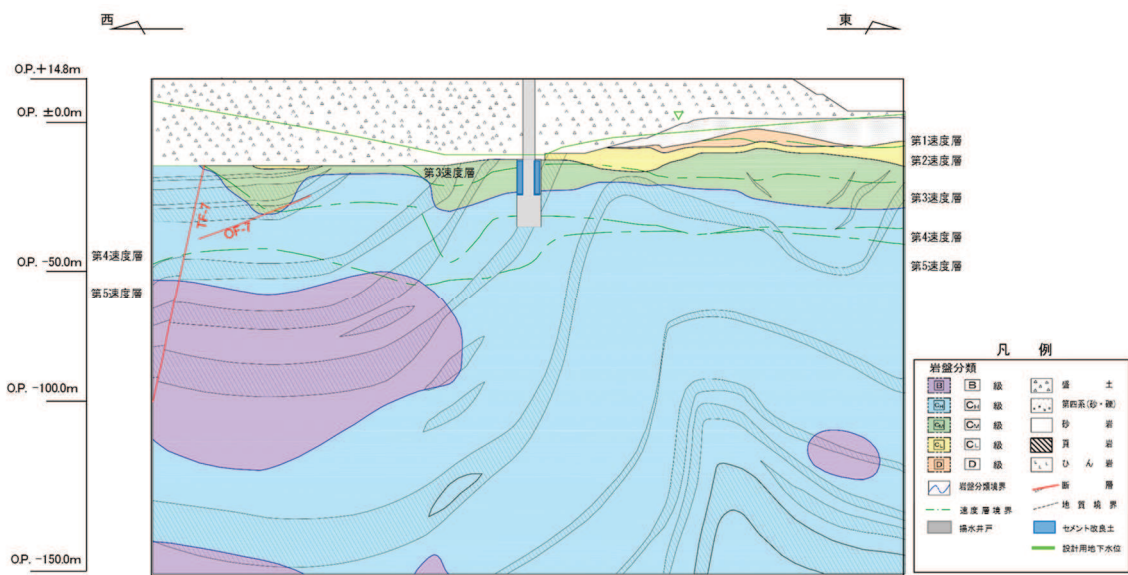 西
東
O.P.+14.8m
O.P. ±0.0m
O.P. -50.0m
O.P. -100.0m
O.P. -150.0m
第4速度層
第5速度層
TF-7
OF-7
第3速度層
第1速度層
第2速度層
第3速度層
第4速度層
第5速度層
凡 例
岩盤分類
B B 級
CH CH 級
CM CM 級
CL CL 級
D D 級
岩盤分類境界
速度層境界
揚水井戸
盛 土
第四系(砂・礫)
砂 岩
頁 岩
ひん 岩
断 層
地質境界
セメント改良土
設計用地下水位